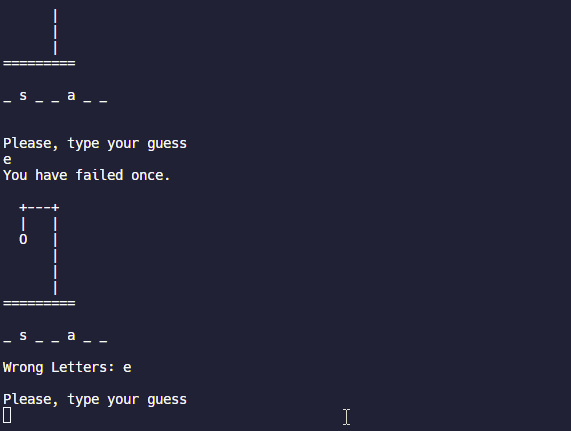 |
      |
      |
=========
_ s _ _ a _ _
Please, type your guess
e
You have failed once.
  +---+
  |   |
  O   |
      |
      |
      |
=========
_ s _ _ a _ _
Wrong Letters: e
Please, type your guess